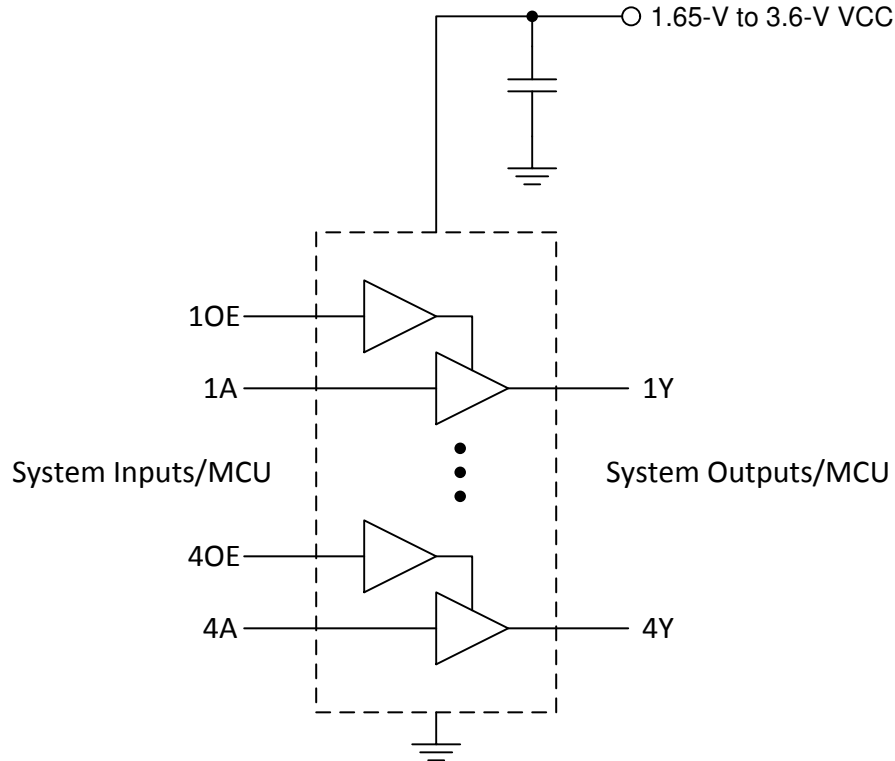 1.65-V to 3.6-V VCC
1OE
1A
1Y
System Inputs/MCU
System Outputs/MCU
4OE
4A
4Y